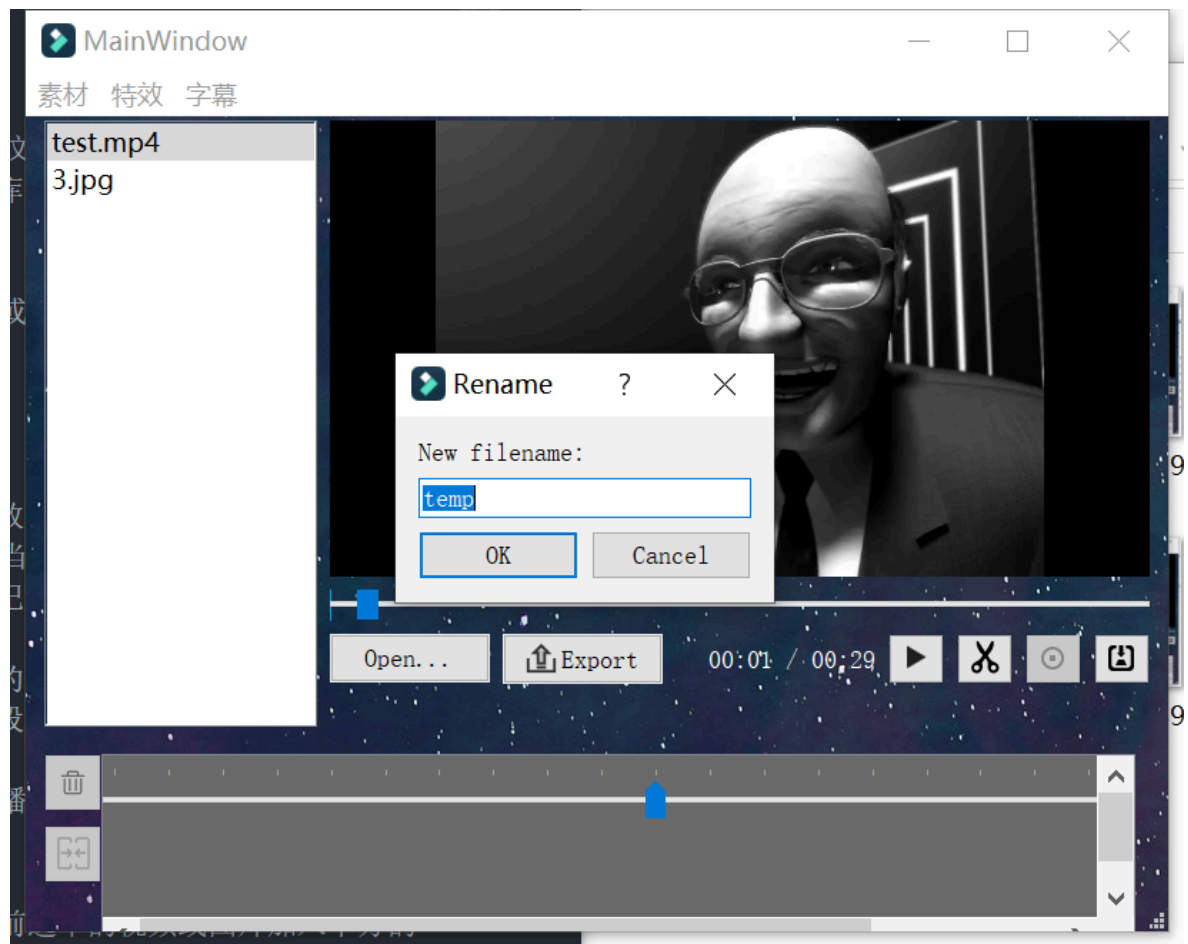 MainWindow
素材 特效 字幕
test.mp4
3.jpg
Rename ?
New filename:
temp
OK Cancel
Open... Export 00:01 / 00:29